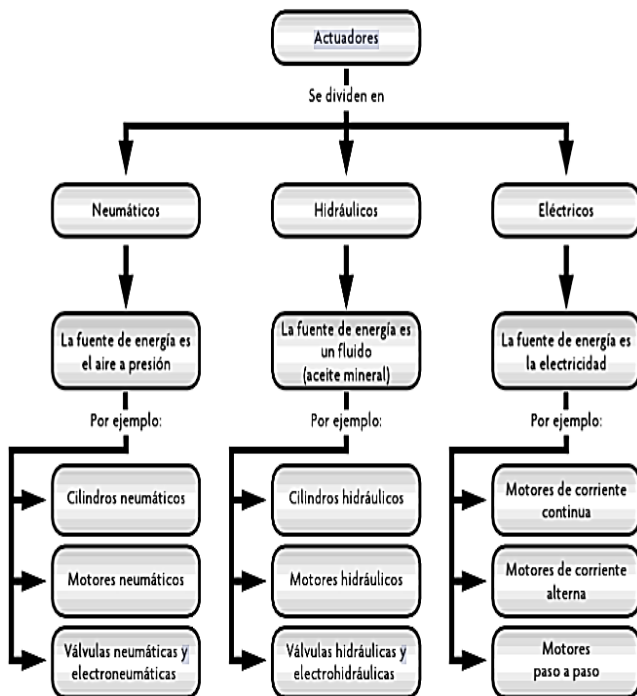 Actuadores
Se dividen en
Neumáticos
Hidráulicos
Eléctricos
La fuente de energía es
el aire a presión
La fuente de energía es
un fluido
(aceite mineral)
La fuente de energía es
la electricidad
Por ejemplo:
Por ejemplo:
Por ejemplo:
Cilindros neumáticos
Cilindros hidráulicos
Motores de corriente
continua
Motores neumáticos
Motores hidráulicos
Motores de corriente
alterna
Válvulas neumáticas y
electroneumáticas
Válvulas hidráulicas y
electrohidráulicas
Motores
paso a paso